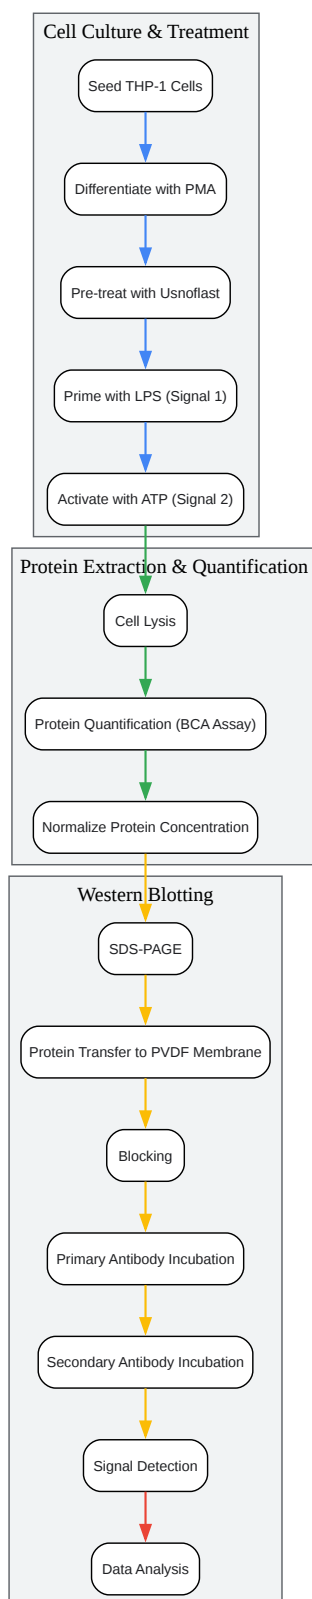 Cell Culture & Treatment
Seed THP-1 Cells
Differentiate with PMA
Pre-treat with Usnoflast
Prime with LPS (Signal 1)
Activate with ATP (Signal 2)
Protein Extraction & Quantification
Cell Lysis
Protein Quantification (BCA Assay)
Normalize Protein Concentration
Western Blotting
SDS-PAGE
Protein Transfer to PVDF Membrane
Blocking
Primary Antibody Incubation
Secondary Antibody Incubation
Signal Detection
Data Analysis